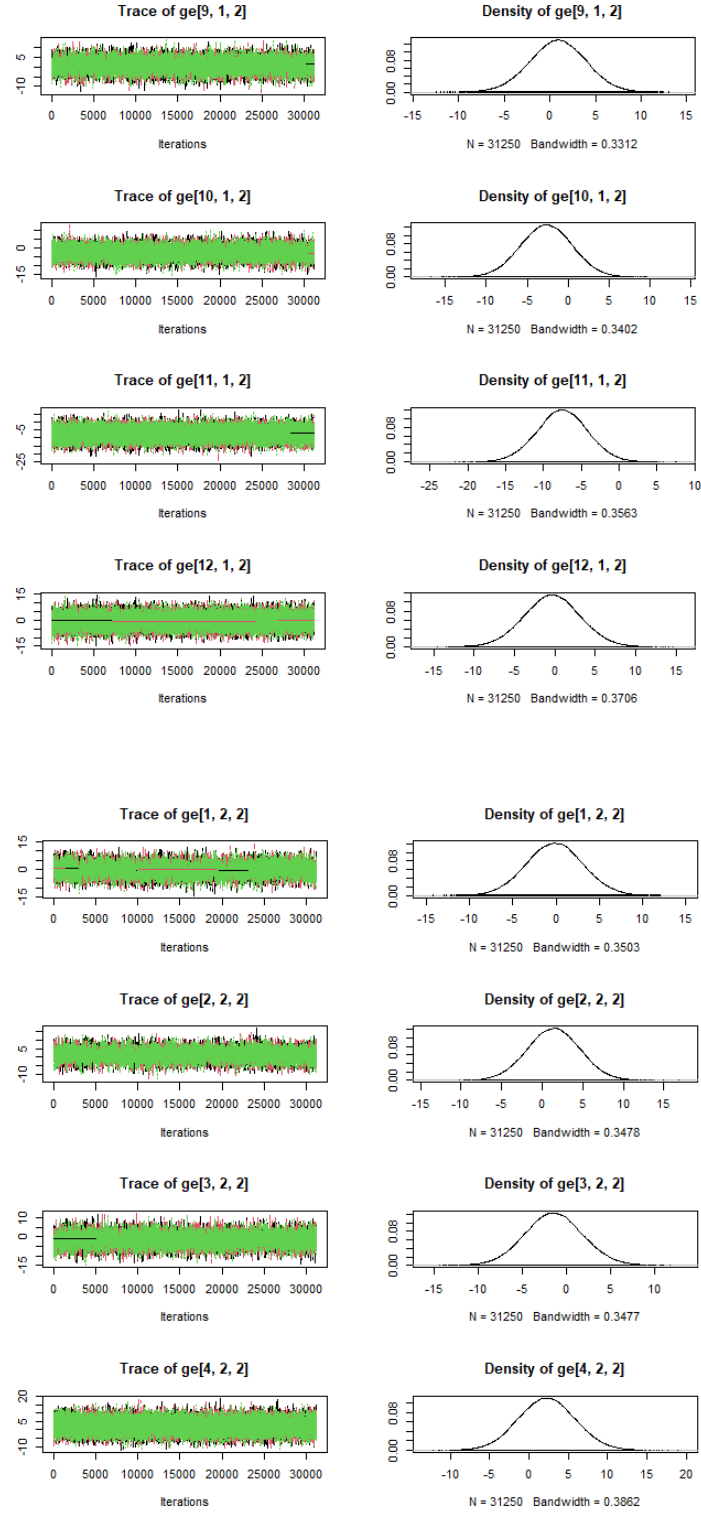 Trace of ge[9, 1, 2]
5
-10
0 5000 10000 15000 20000 25000 30000
Iterations
Density of ge[9, 1, 2]
0.08
0.00
-15 -10 -5 0 5 10 15
N = 31250 Bandwidth = 0.3312
Trace of ge[10, 1, 2]
0
-15
0 5000 10000 15000 20000 25000 30000
Iterations
Density of ge[10, 1, 2]
0.08
0.00
-15 -10 -5 0 5 10 15
N = 31250 Bandwidth = 0.3402
Trace of ge[11, 1, 2]
-5
-25
0 5000 10000 15000 20000 25000 30000
Iterations
Density of ge[11, 1, 2]
0.08
0.00
-25 -20 -15 -10 -5 0 5 10
N = 31250 Bandwidth = 0.3563
Trace of ge[12, 1, 2]
15
0
-15
0 5000 10000 15000 20000 25000 30000
Iterations
Density of ge[12, 1, 2]
0.08
0.00
-15 -10 -5 0 5 10 15
N = 31250 Bandwidth = 0.3706
Trace of ge[1, 2, 2]
15
0
-15
0 5000 10000 15000 20000 25000 30000
Iterations
Density of ge[1, 2, 2]
0.08
0.00
-15 -10 -5 0 5 10 15
N = 31250 Bandwidth = 0.3503
Trace of ge[2, 2, 2]
5
-10
0 5000 10000 15000 20000 25000 30000
Iterations
Density of ge[2, 2, 2]
0.08
0.00
-15 -10 -5 0 5 10 15
N = 31250 Bandwidth = 0.3478
Trace of ge[3, 2, 2]
10
0
-15
0 5000 10000 15000 20000 25000 30000
Iterations
Density of ge[3, 2, 2]
0.08
0.00
-15 -10 -5 0 5 10
N = 31250 Bandwidth = 0.3477
Trace of ge[4, 2, 2]
20
5
-10
0 5000 10000 15000 20000 25000 30000
Iterations
Density of ge[4, 2, 2]
0.08
0.00
-10 -5 0 5 10 15 20
N = 31250 Bandwidth = 0.3862